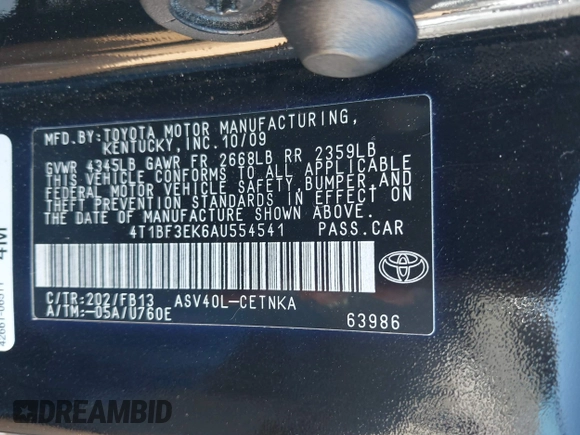 MFD.BY:TOYOTA MOTOR MANUFACTURING,
KENTUCKY,INC.10/09
GVWR 4345LB GAWR FR 2668LB RR 2359LB
THIS VEHICLE CONFORMS TO ALL APPLICABLE
FEDERAL MOTOR VEHICLE SAFETY,BUMPER,AND
THEFT PREVENTION STANDARDS IN EFFECT ON
THE DATE OF MANUFACTURE SHOWN ABOVE.
4T1BF3EK6AU554541 PASS.CAR
C/TR:202/FB13 ASV40L-CETNKA
A/TM:-05A/U760E
63986
TOYOTA
4M
DREAMBID